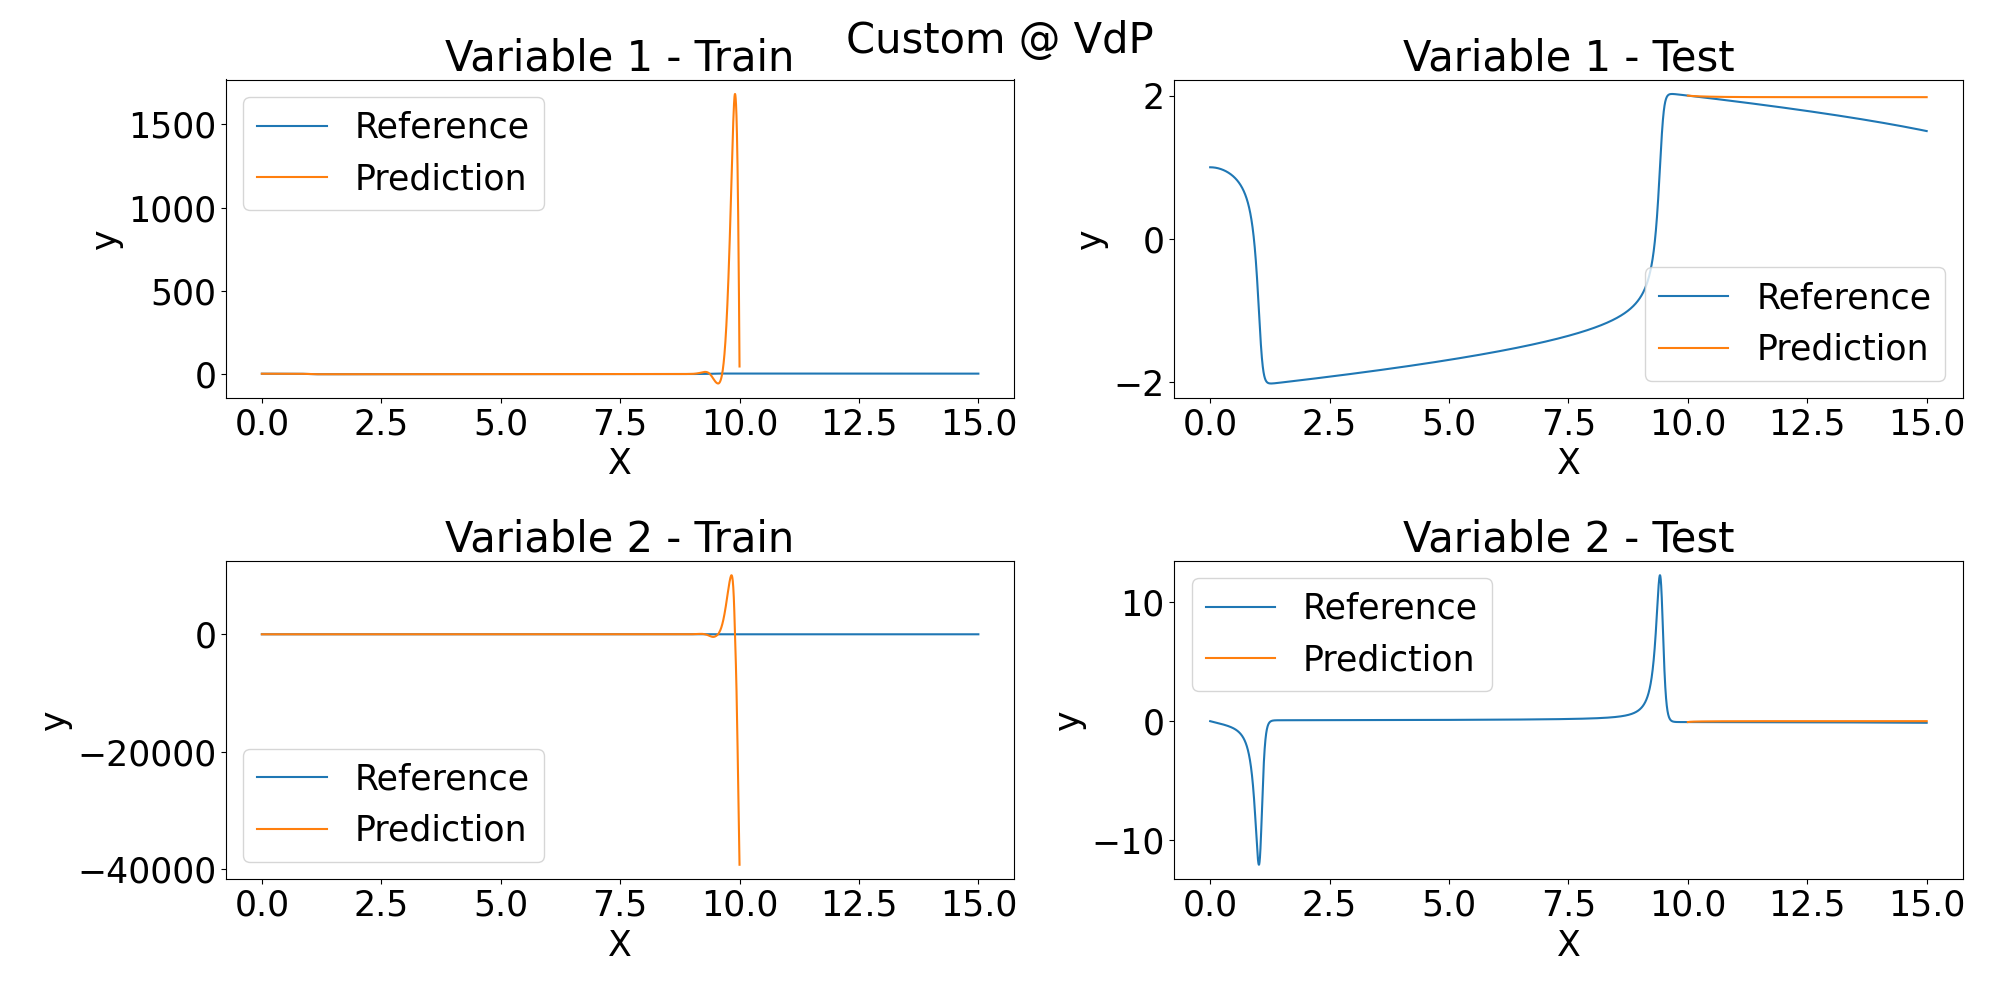 Custom @ VdP
Variable 1 - Train
1500
1000
500
0
y
Reference
Prediction
0.0 2.5 5.0 7.5 10.0 12.5 15.0
X
Variable 1 - Test
2
0
−2
y
Reference
Prediction
0.0 2.5 5.0 7.5 10.0 12.5 15.0
X
Variable 2 - Train
0
−20000
−40000
y
Reference
Prediction
0.0 2.5 5.0 7.5 10.0 12.5 15.0
X
Variable 2 - Test
10
0
−10
y
Reference
Prediction
0.0 2.5 5.0 7.5 10.0 12.5 15.0
X